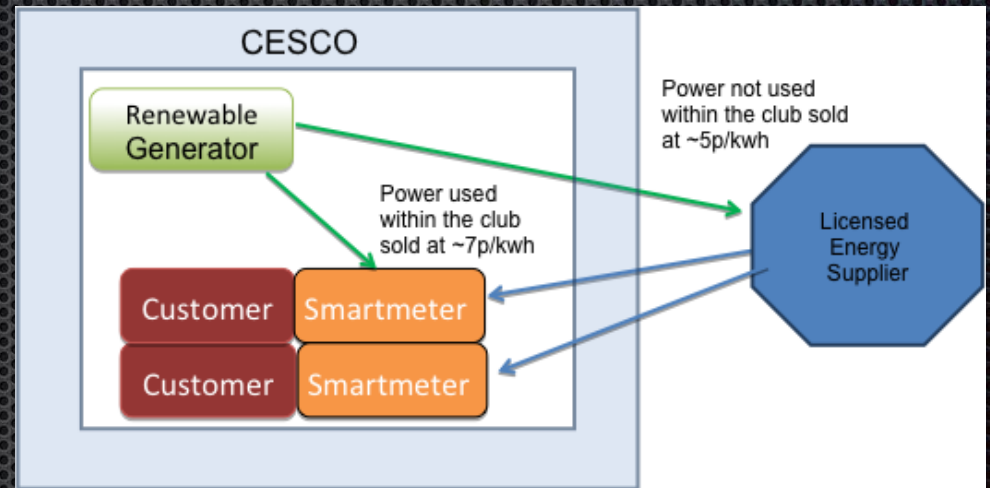 CESCO
Renewable
Generator
Power not used
within the club sold
at ~5p/kwh
Power used
within the club
sold at ~7p/kwh
Licensed
Energy
Supplier
Customer
Smartmeter
Customer
Smartmeter